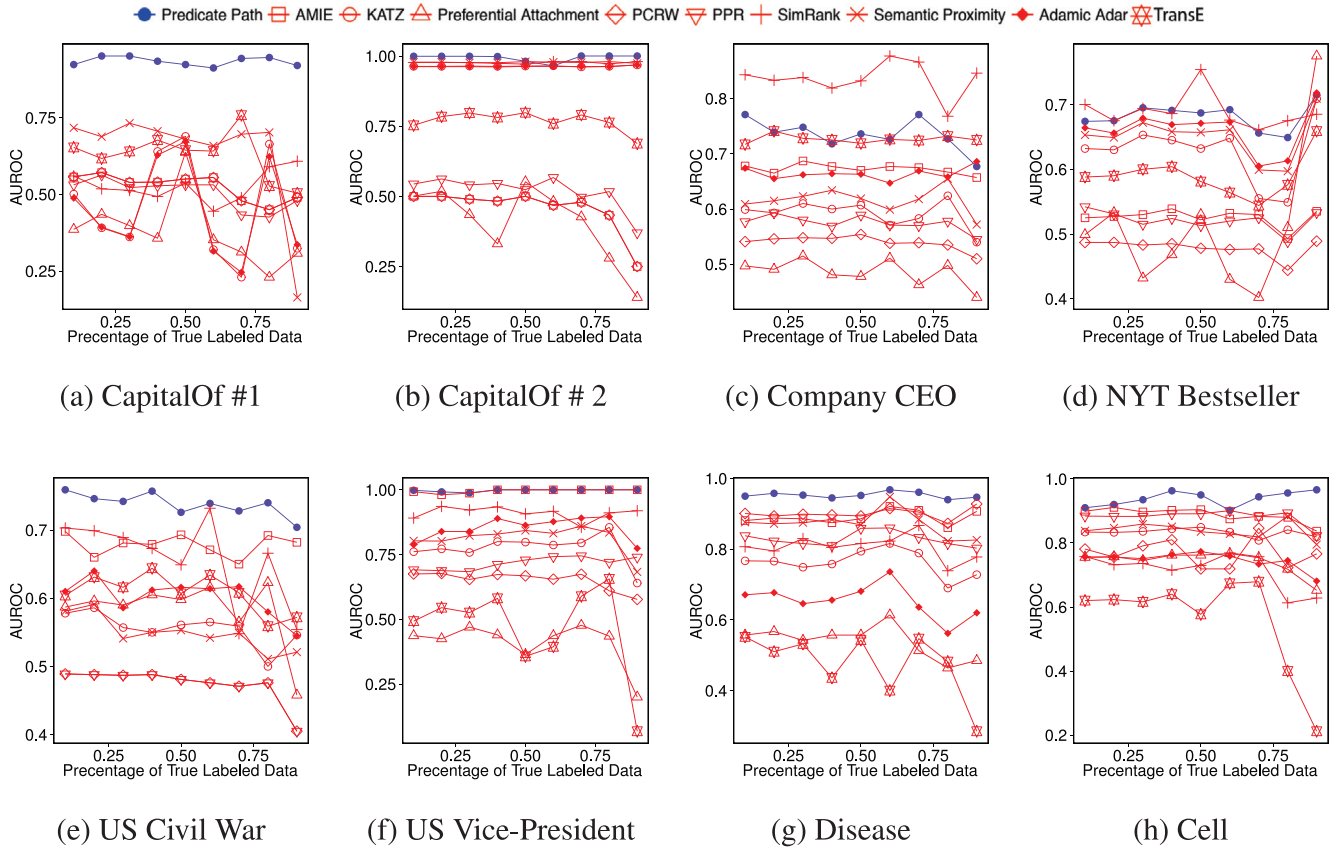 Predicate Path AMIE KATZ Preferential Attachment PCRW PPR SimRank Semantic Proximity Adamic Adar TransE
AUROC
0.75
0.50
0.25
0.25 0.50 0.75
Precentage of True Labeled Data
(a) CapitalOf #1
AUROC
1.00
0.75
0.50
0.25
0.25 0.50 0.75
Precentage of True Labeled Data
(b) CapitalOf # 2
AUROC
0.8
0.7
0.6
0.5
0.25 0.50 0.75
Precentage of True Labeled Data
(c) Company CEO
AUROC
0.7
0.6
0.5
0.4
0.25 0.50 0.75
Precentage of True Labeled Data
(d) NYT Bestseller
AUROC
0.7
0.6
0.5
0.4
0.25 0.50 0.75
Precentage of True Labeled Data
(e) US Civil War
AUROC
1.00
0.75
0.50
0.25
0.25 0.50 0.75
Precentage of True Labeled Data
(f) US Vice-President
AUROC
1.0
0.8
0.6
0.4
0.25 0.50 0.75
Precentage of True Labeled Data
(g) Disease
AUROC
1.0
0.8
0.6
0.4
0.2
0.25 0.50 0.75
Precentage of True Labeled Data
(h) Cell